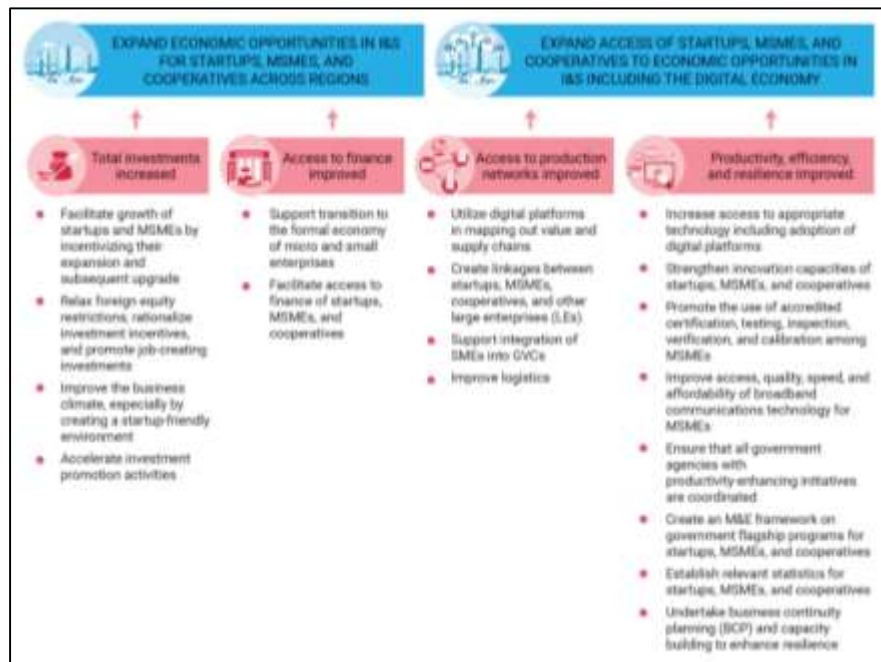 EXPAND ECONOMIC OPPORTUNITIES IN I&S
FOR STARTUPS, MSMES, AND
COOPERATIVES ACROSS REGIONS
EXPAND ACCESS OF STARTUPS, MSMES, AND
COOPERATIVES TO ECONOMIC OPPORTUNITIES IN
I&S INCLUDING THE DIGITAL ECONOMY
Total investments
increased
Facilitate growth of
startups and MSMEs by
incentivizing their
expansion and
subsequent upgrade
Relax foreign equity
restrictions, rationalize
investment incentives,
and promote job-creating
investments
Improve the business
climate, especially by
creating a startup-friendly
environment
Accelerate investment
promotion activities
Access to finance
improved
Support transition to
the formal economy
of micro and small
enterprises
Facilitate access to
finance of startups,
MSMEs, and
cooperatives
Access to production
networks improved
Utilize digital platforms
in mapping out value and
supply chains
Create linkages between
startups, MSMEs,
cooperatives, and other
large enterprises (LEs)
Support integration of
SMEs into GVCs
Improve logistics
Productivity, efficiency,
and resilience improved
Increase access to appropriate
technology including adoption of
digital platforms
Strengthen innovation capacities of
startups, MSMEs, and cooperatives
Promote the use of accredited
certification, testing, inspection,
verification, and calibration among
MSMEs
Improve access, quality, speed, and
affordability of broadband
communications technology for
MSMEs
Ensure that all government
agencies with
productivity-enhancing initiatives
are coordinated
Create an M&E framework on
government flagship programs for
startups, MSMEs, and cooperatives
Establish relevant statistics for
startups, MSMEs, and cooperatives
Undertake business continuity
planning (BCP) and capacity
building to enhance resilience